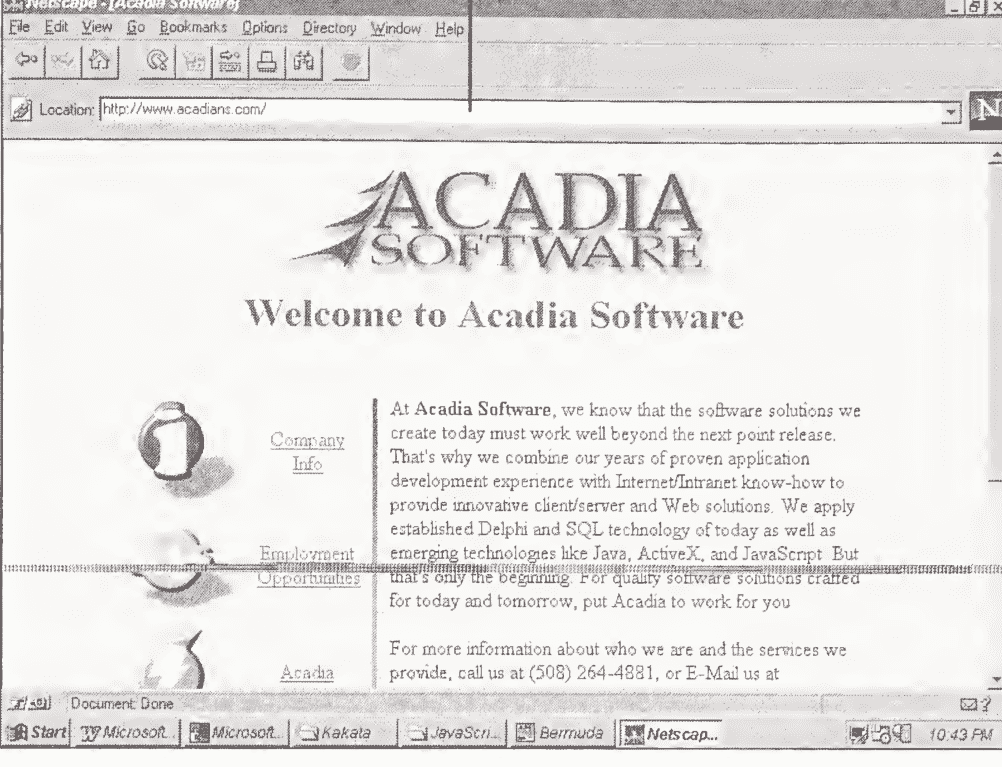 Netscape - [Acadia Software]
File Edit View Go Bookmarks Options Directory Window Help
Location: http://www.acadians.com/
N
ACADIA
SOFTWARE
Welcome to Acadia Software
Company
Info
Employment
Opportunities
Acadia
At Acadia Software, we know that the software solutions we
create today must work well beyond the next point release.
That's why we combine our years of proven application
development experience with Internet/Intranet know-how to
provide innovative client/server and Web solutions. We apply
established Delphi and SQL technology of today as well as
emerging technologies like Java, ActiveX, and JavaScript. But
that's only the beginning. For quality software solutions crafted
for today and tomorrow, put Acadia to work for you
For more information about who we are and the services we
provide, call us at (508) 264-4881, or E-Mail us at
Document: Done
Start Microsoft... Microsoft... Kakata JavaScri... Bermuda Netscap... 10:43 PM